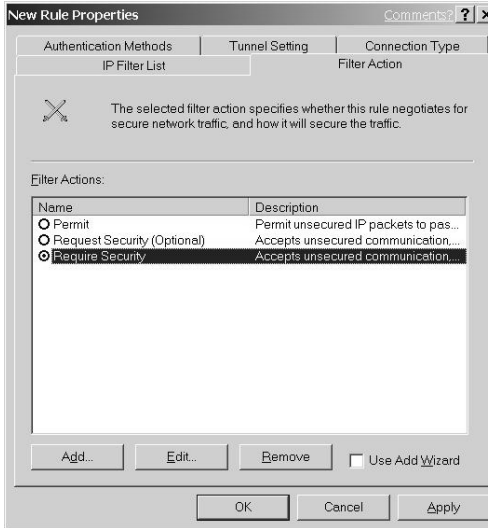 New Rule Properties Comments? ? X
Authentication Methods Tunnel Setting Connection Type
IP Filter List Filter Action
The selected filter action specifies whether this rule negotiates for
secure network traffic, and how it will secure the traffic.
Filter Actions:
Name Description
Permit Permit unsecured IP packets to pas...
Request Security (Optional) Accepts unsecured communication,...
Require Security Accepts unsecured communication,...
Add... Edit... Remove Use Add Wizard
OK Cancel Apply